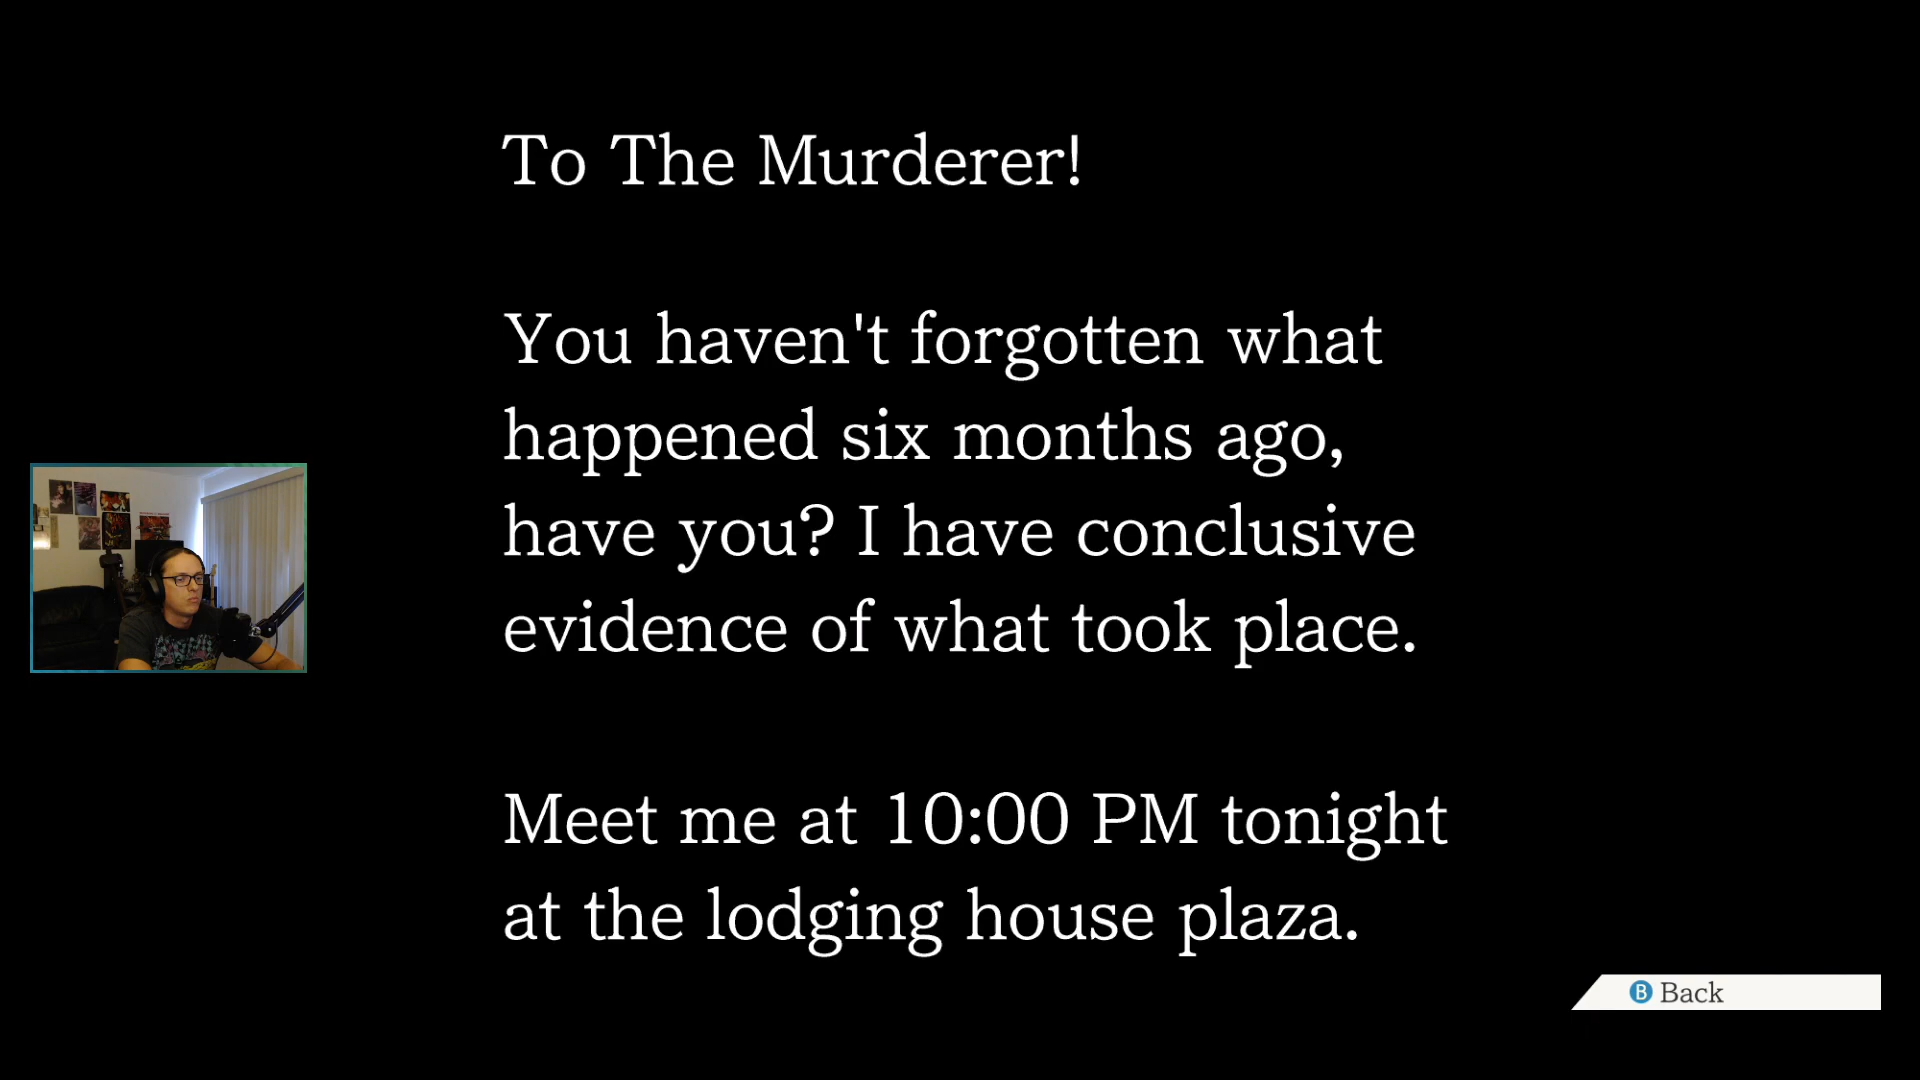 To The Murderer!
You haven't forgotten what
happened six months ago,
have you? I have conclusive
evidence of what took place.
Meet me at 10:00 PM tonight
at the lodging house plaza.
B Back